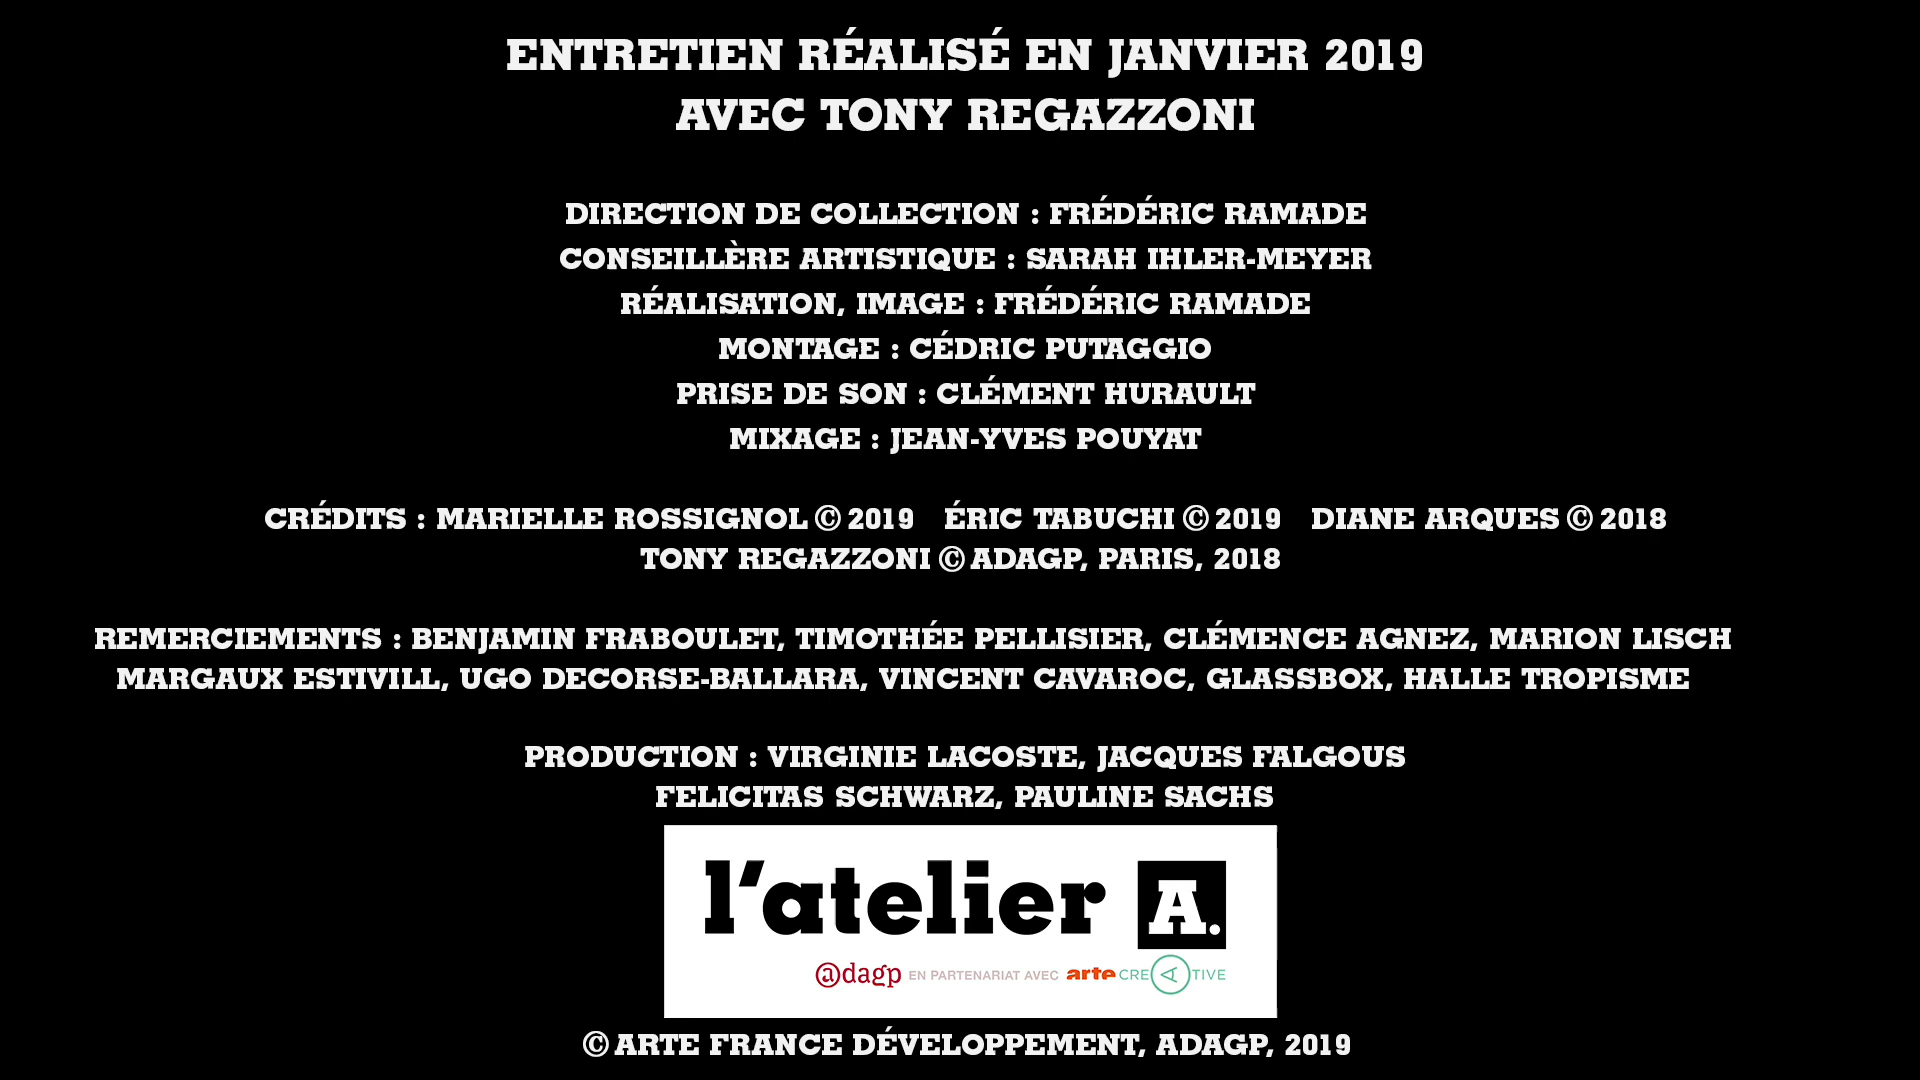 ENTRETIEN RÉALISÉ EN JANVIER 2019
AVEC TONY REGAZZONI
DIRECTION DE COLLECTION : FRÉDÉRIC RAMADE
CONSEILLÈRE ARTISTIQUE : SARAH IHLER-MEYER
RÉALISATION, IMAGE : FRÉDÉRIC RAMADE
MONTAGE : CÉDRIC PUTAGGIO
PRISE DE SON : CLÉMENT HURAULT
MIXAGE : JEAN-YVES POUYAT
CRÉDITS : MARIELLE ROSSIGNOL © 2019 ÉRIC TABUCHI © 2019 DIANE ARQUES © 2018
TONY REGAZZONI © ADAGP, PARIS, 2018
REMERCIEMENTS : BENJAMIN FRABOULET, TIMOTHÉE PELLISIER, CLÉMENCE AGNEZ, MARION LISCH
MARGAUX ESTIVILL, UGO DECORSE-BALLARA, VINCENT CAVAROC, GLASSBOX, HALLE TROPISME
PRODUCTION : VIRGINIE LACOSTE, JACQUES FALGOUS
FELICITAS SCHWARZ, PAULINE SACHS
l'atelier A.
@dagp EN PARTENARIAT AVEC arte CREATIVE
© ARTE FRANCE DÉVELOPPEMENT, ADAGP, 2019